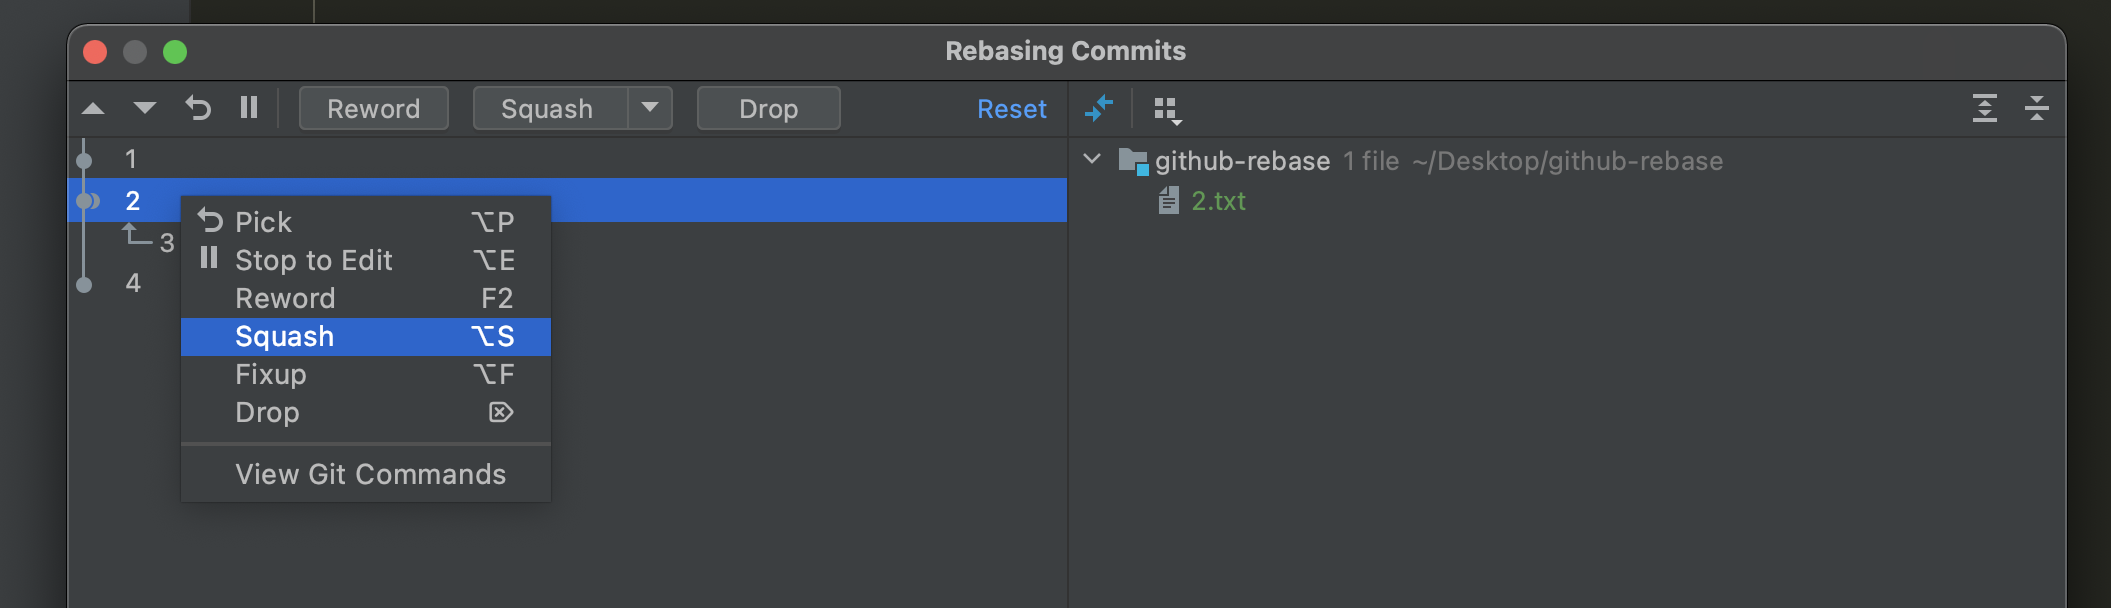 Rebasing Commits
Reword Squash Drop Reset
1
2
3
4
Pick ⌥P
Stop to Edit ⌥E
Reward F2
Squash ⌥S
Fixup ⌥F
Drop ⌦
View Git Commands
github-rebase 1 file ~/Desktop/github-rebase
2.txt